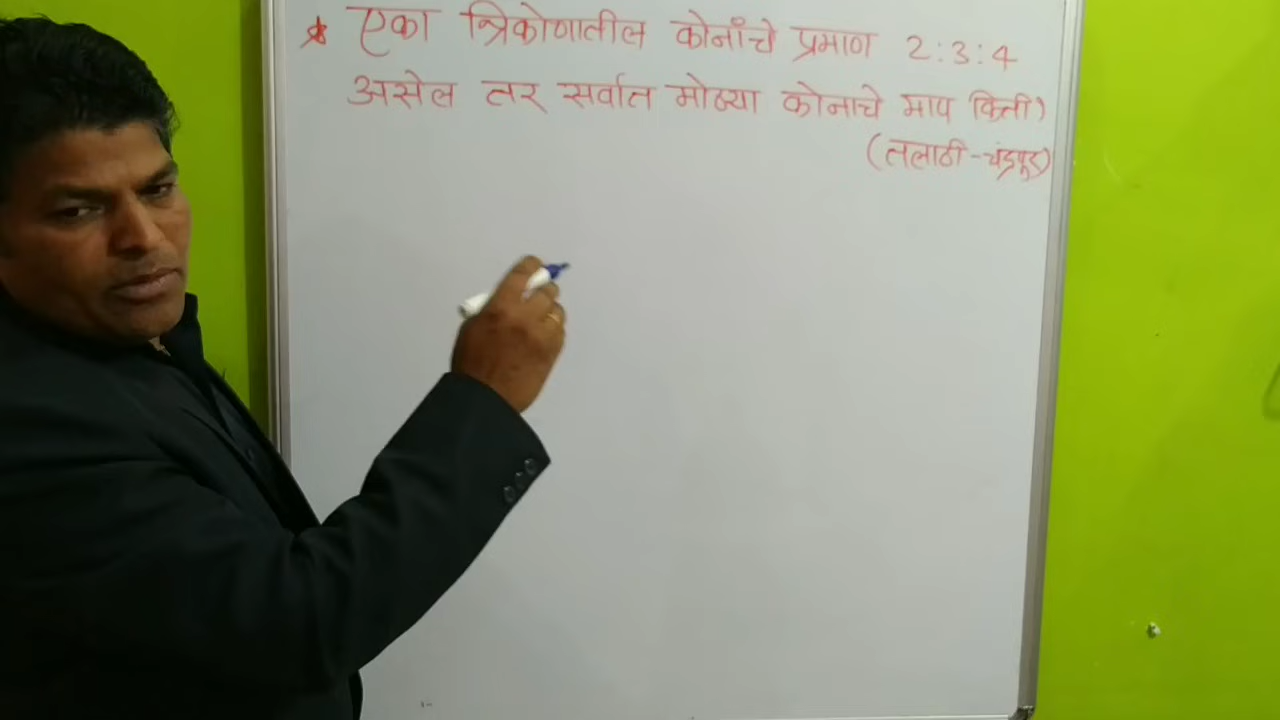 ★ एका त्रिकोणातील कोनांचे प्रमाण 2:3:4
असेल तर सर्वात मोठ्या कोनाचे माप किती)
(तलाठी-चंद्रपूर)